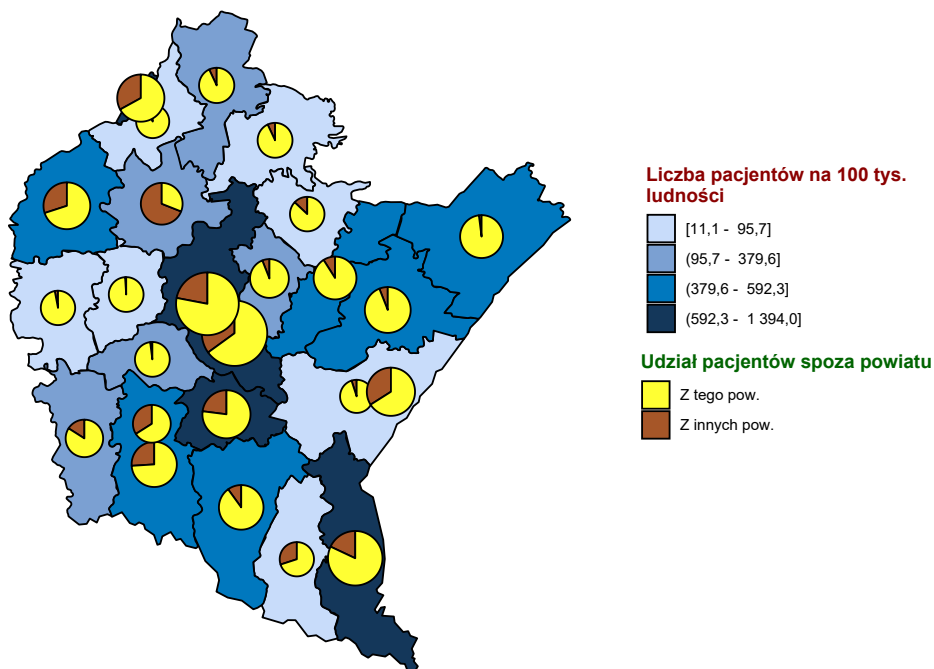 Liczba pacjentów na 100 tys.
ludności
[11,1 - 95,7]
(95,7 - 379,6]
(379,6 - 592,3]
(592,3 - 1 394,0]
Udział pacjentów spoza powiatu
Z tego pow.
Z innych pow.